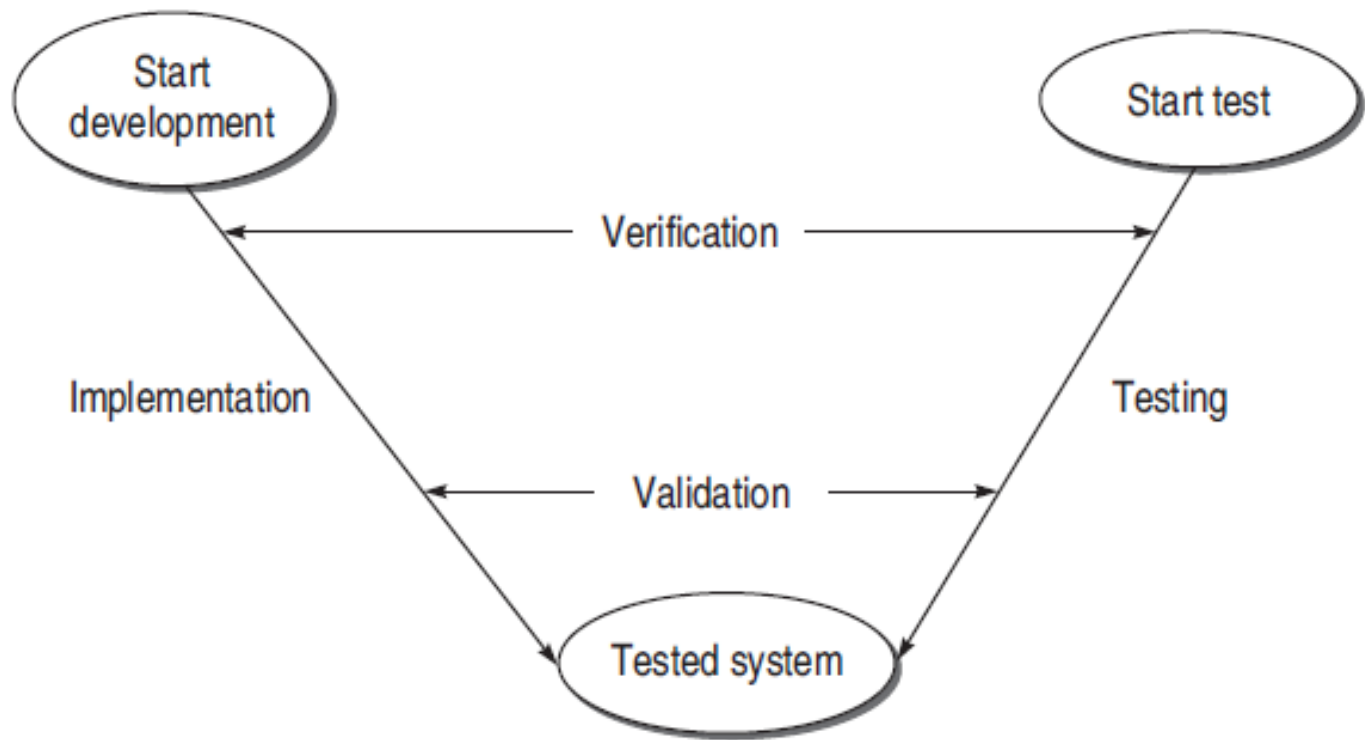 Start
development
Start test
Verification
Implementation
Testing
Validation
Tested system